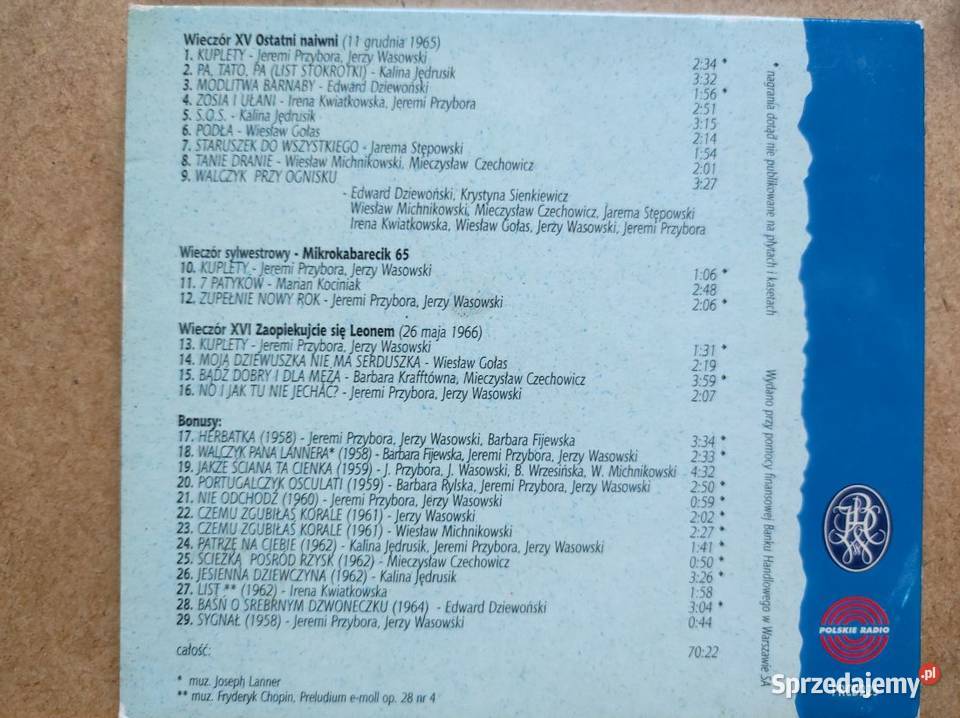 Wieczór XV Ostatni naiwni (11 grudnia 1965)
1. KUPLETY - Jeremi Przybora, Jerzy Wasowski 2:34 *
2. PA, TATO, PA (LIST STOKROTKI) - Kalina Jędrusik 3:32
3. MODLITWA BARNABY - Edward Dziewoński 1:56 *
4. ZOSIA I UŁANI - Irena Kwiatkowska, Jeremi Przybora 2:51
5. S.O.S. - Kalina Jędrusik 3:15
6. PODŁA - Wiesław Gołas 2:14
7. STARUSZEK DO WSZYSTKIEGO - Jarema Stępowski 1:54
8. TANIE DRANIE - Wiesław Michnikowski, Mieczysław Czechowicz 2:01
9. WALCZYK PRZY OGNISKU 3:27
- Edward Dziewoński, Krystyna Sienkiewicz
Wiesław Michnikowski, Mieczysław Czechowicz, Jarema Stępowski
Irena Kwiatkowska, Wiesław Gołas, Jerzy Wasowski, Jeremi Przybora
Wieczór sylwestrowy - Mikrokabarecik 65
10. KUPLETY - Jeremi Przybora, Jerzy Wasowski 1:06 *
11. 7 PATYKÓW - Marian Kociniak 2:48
12. ZUPEŁNIE NOWY ROK - Jeremi Przybora, Jerzy Wasowski 2:06 *
Wieczór XVI Zaopiekujcie się Leonem (26 maja 1966)
13. KUPLETY - Jeremi Przybora, Jerzy Wasowski 1:31 *
14. MOJA DZIEWUSZKA NIE MA SERDUSZKA - Wiesław Gołas 2:19
15. BĄDŹ DOBRY I DLA MĘŻA - Barbara Krafftówna, Mieczysław Czechowicz 3:59 *
16. NO I JAK TU NIE JECHAĆ? - Jeremi Przybora, Jerzy Wasowski 2:07
Bonusy:
17. HERBATKA (1958) - Jeremi Przybora, Jerzy Wasowski, Barbara Fijewska 3:34 *
18. WALCZYK PANA LANNERA* (1958) - Barbara Fijewska, Jeremi Przybora, Jerzy Wasowski 2:33 *
19. JAKŻE ŚCIANA TA CIENKA (1959) - J. Przybora, J. Wasowski, B. Wrzesińska, W. Michnikowski 4:32
20. PORTUGALCZYK OSCULATI (1959) - Barbara Rylska, Jeremi Przybora, Jerzy Wasowski 2:50 *
21. NIE ODCHODŹ (1960) - Jeremi Przybora, Jerzy Wasowski 0:59 *
22. CZEMU ZGUBIŁAŚ KORALE (1961) - Jerzy Wasowski 2:02 *
23. CZEMU ZGUBIŁAŚ KORALE (1961) - Wiesław Michnikowski 2:27 *
24. PATRZĘ NA CIEBIE (1962) - Kalina Jędrusik, Jeremi Przybora, Jerzy Wasowski 1:41 *
25. ŚCIEŻKĄ POŚRÓD RŻYSK (1962) - Mieczysław Czechowicz 0:50 *
26. JESIENNA DZIEWCZYNA (1962) - Kalina Jędrusik 3:26 *
27. LIST ** (1962) - Irena Kwiatkowska 1:58
28. BAŚŃ O SREBRNYM DZWONECZKU (1964) - Edward Dziewoński 3:04 *
29. SYGNAŁ (1958) - Jeremi Przybora, Jerzy Wasowski 0:44
całość: 70:22
* muz. Joseph Lanner
** muz. Fryderyk Chopin, Preludium e-moll op. 28 nr 4
* nagrania dotąd nie publikowane na płytach i kasetach
Wydano przy pomocy finansowej Banku Handlowego w Warszawie SA
POLSKIE RADIO
Sprzedajemy.pl